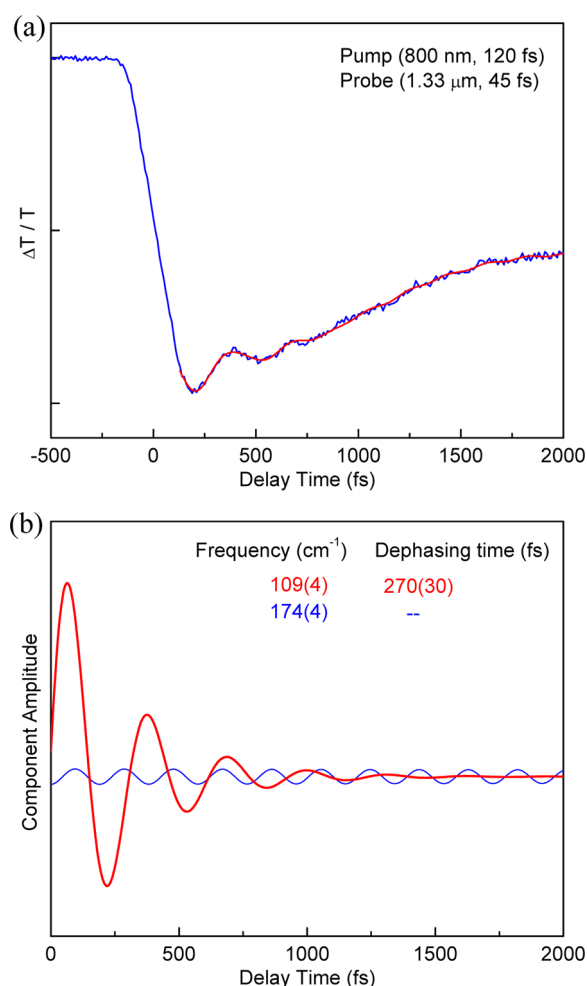 (a)
Pump (800 nm, 120 fs)
Probe (1.33 μm, 45 fs)
ΔT / T
-500 0 500 1000 1500 2000
Delay Time (fs)
(b)
Frequency (cm⁻¹) Dephasing time (fs)
109(4) 270(30)
174(4) --
Component Amplitude
0 500 1000 1500 2000
Delay Time (fs)